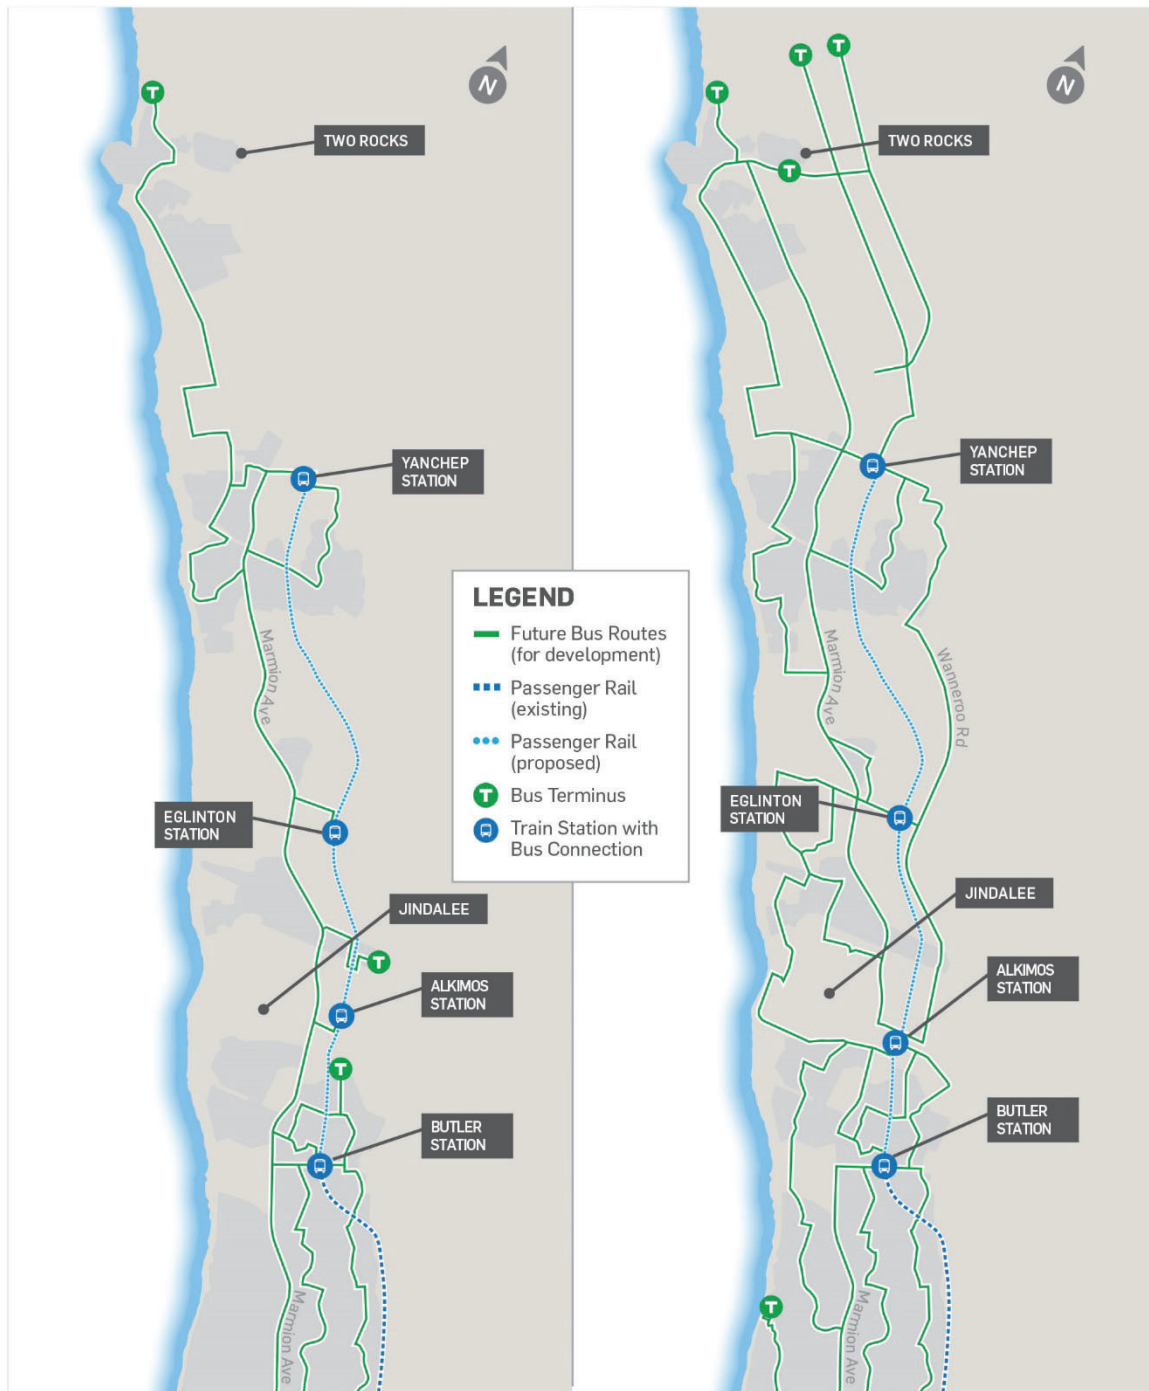 N
T
TWO ROCKS
YANCHEP
STATION
Marmion Ave
EGLINTON
STATION
JINDALEE
T
ALKIMOS
STATION
T
BUTLER
STATION
Marmion Ave
LEGEND
Future Bus Routes
(for development)
Passenger Rail
(existing)
Passenger Rail
(proposed)
T Bus Terminus
Train Station with
Bus Connection
T
T
N
T
TWO ROCKS
T
YANCHEP
STATION
Marmion Ave
Wanneroo Rd
EGLINTON
STATION
JINDALEE
ALKIMOS
STATION
BUTLER
STATION
T
Marmion Ave